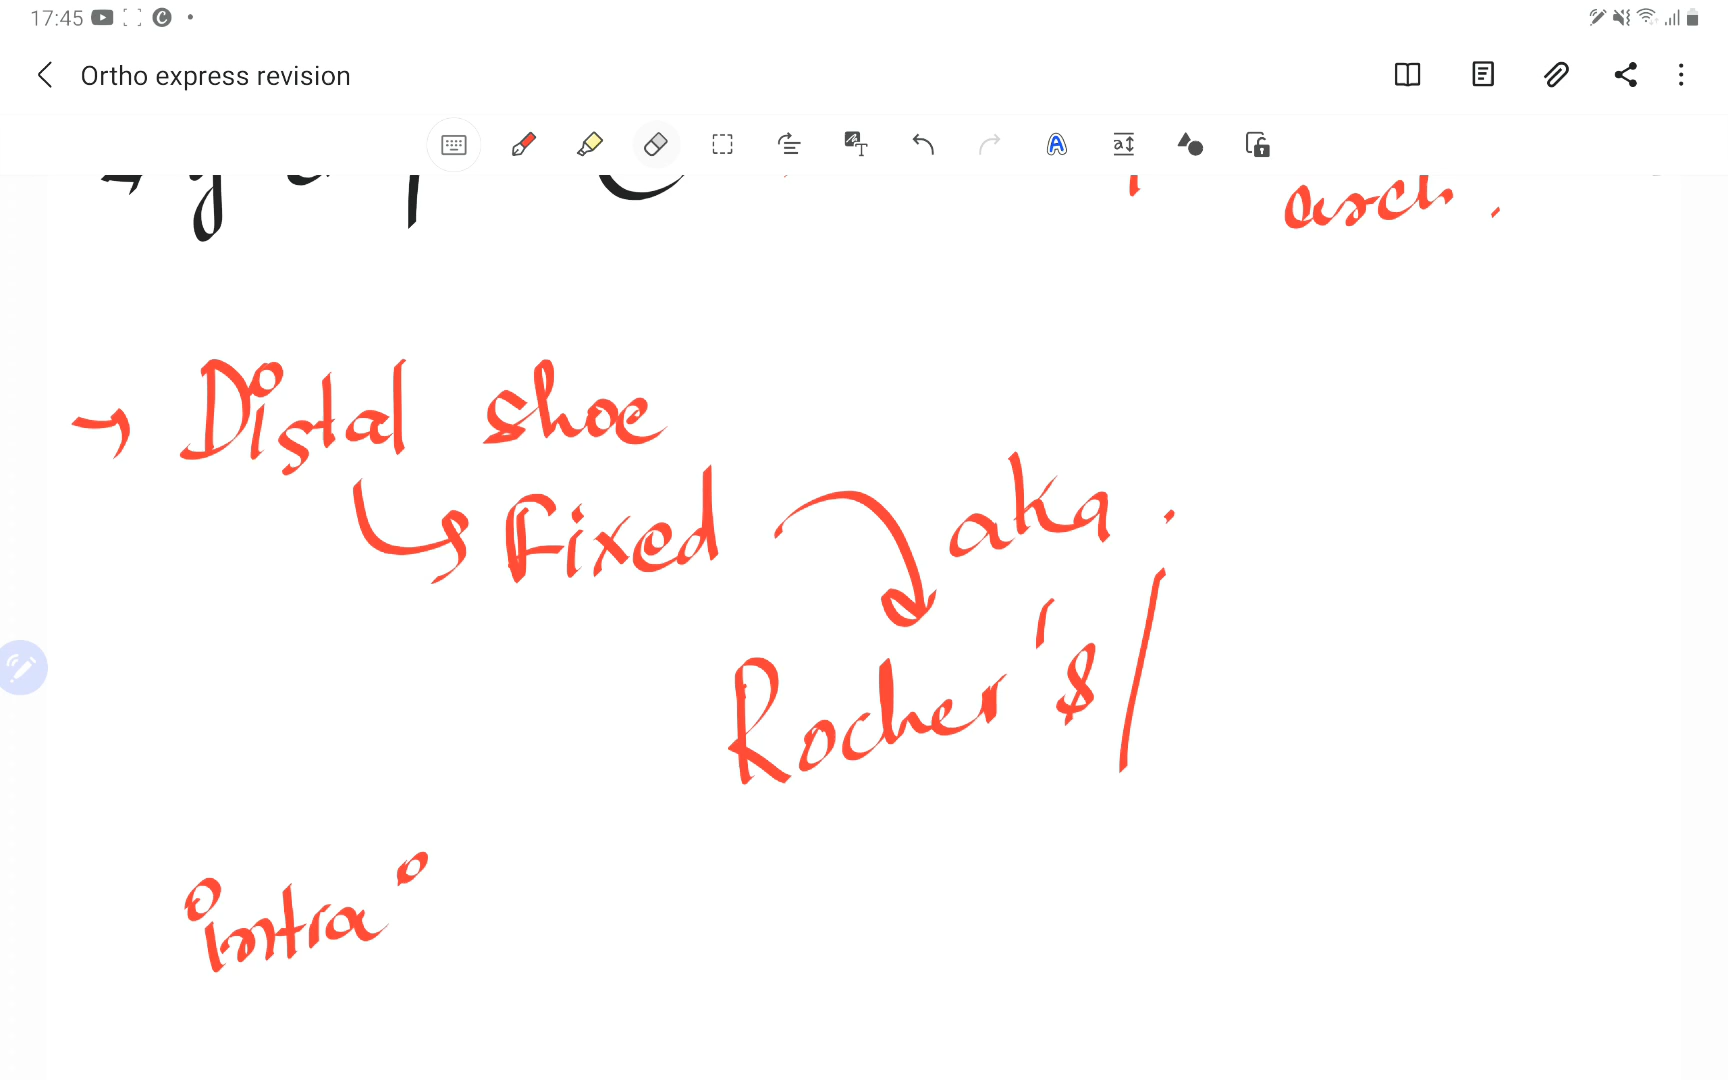 17:45
Ortho express revision
arch.
→ Distal shoe
↳ Fixed aka.
Rocher's/
intra